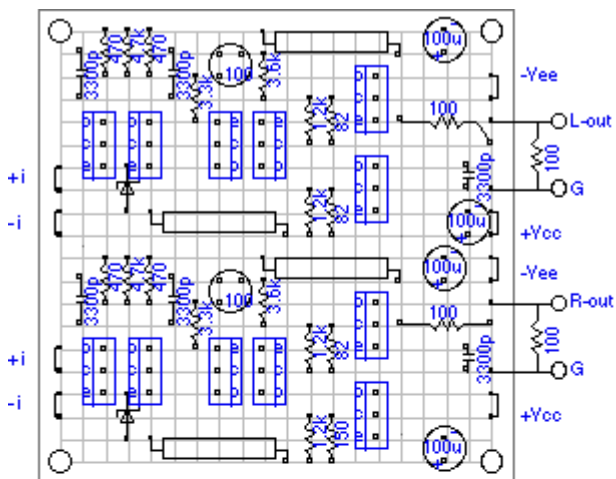 3300p
470
4.7k
470
3300p
3.3k
100
3.6k
100u
-
+
-Vee
1.2k
82
100
L-out
100
3300p
G
+i
-i
1.2k
82
100u
-
+
+Vcc
3300p
470
4.7k
470
3300p
3.3k
100
3.6k
100u
-
+
-Vee
1.2k
82
100
R-out
100
3300p
G
+i
-i
1.2k
150
100u
-
+
+Vcc